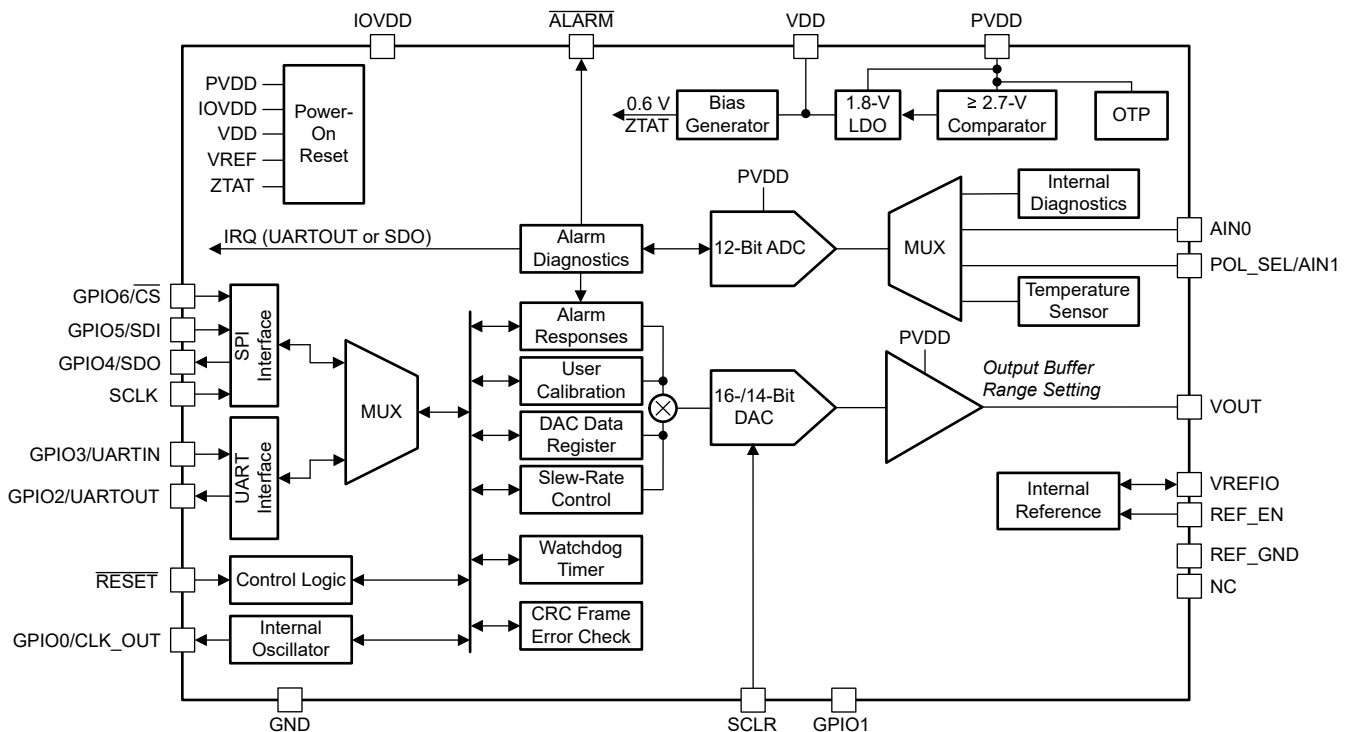 IOVDD
ALARM
VDD
PVDD
PVDD
IOVDD
VDD
VREF
ZTAT
Power-
On
Reset
0.6 V
ZTAT
Bias
Generator
1.8-V
LDO
≥ 2.7-V
Comparator
OTP
PVDD
12-Bit ADC
MUX
Internal
Diagnostics
Temperature
Sensor
AIN0
POL_SEL/AIN1
IRQ (UARTOUT or SDO)
Alarm
Diagnostics
GPIO6/CS
GPIO5/SDI
GPIO4/SDO
SCLK
SPI
Interface
GPIO3/UARTIN
GPIO2/UARTOUT
UART
Interface
MUX
Alarm
Responses
User
Calibration
DAC Data
Register
Slew-Rate
Control
16-/14-Bit
DAC
PVDD
Output Buffer
Range Setting
VOUT
Internal
Reference
VREFIO
REF_EN
REF_GND
NC
RESET
Control Logic
Watchdog
Timer
GPIO0/CLK_OUT
Internal
Oscillator
CRC Frame
Error Check
GND
SCLR
GPIO1